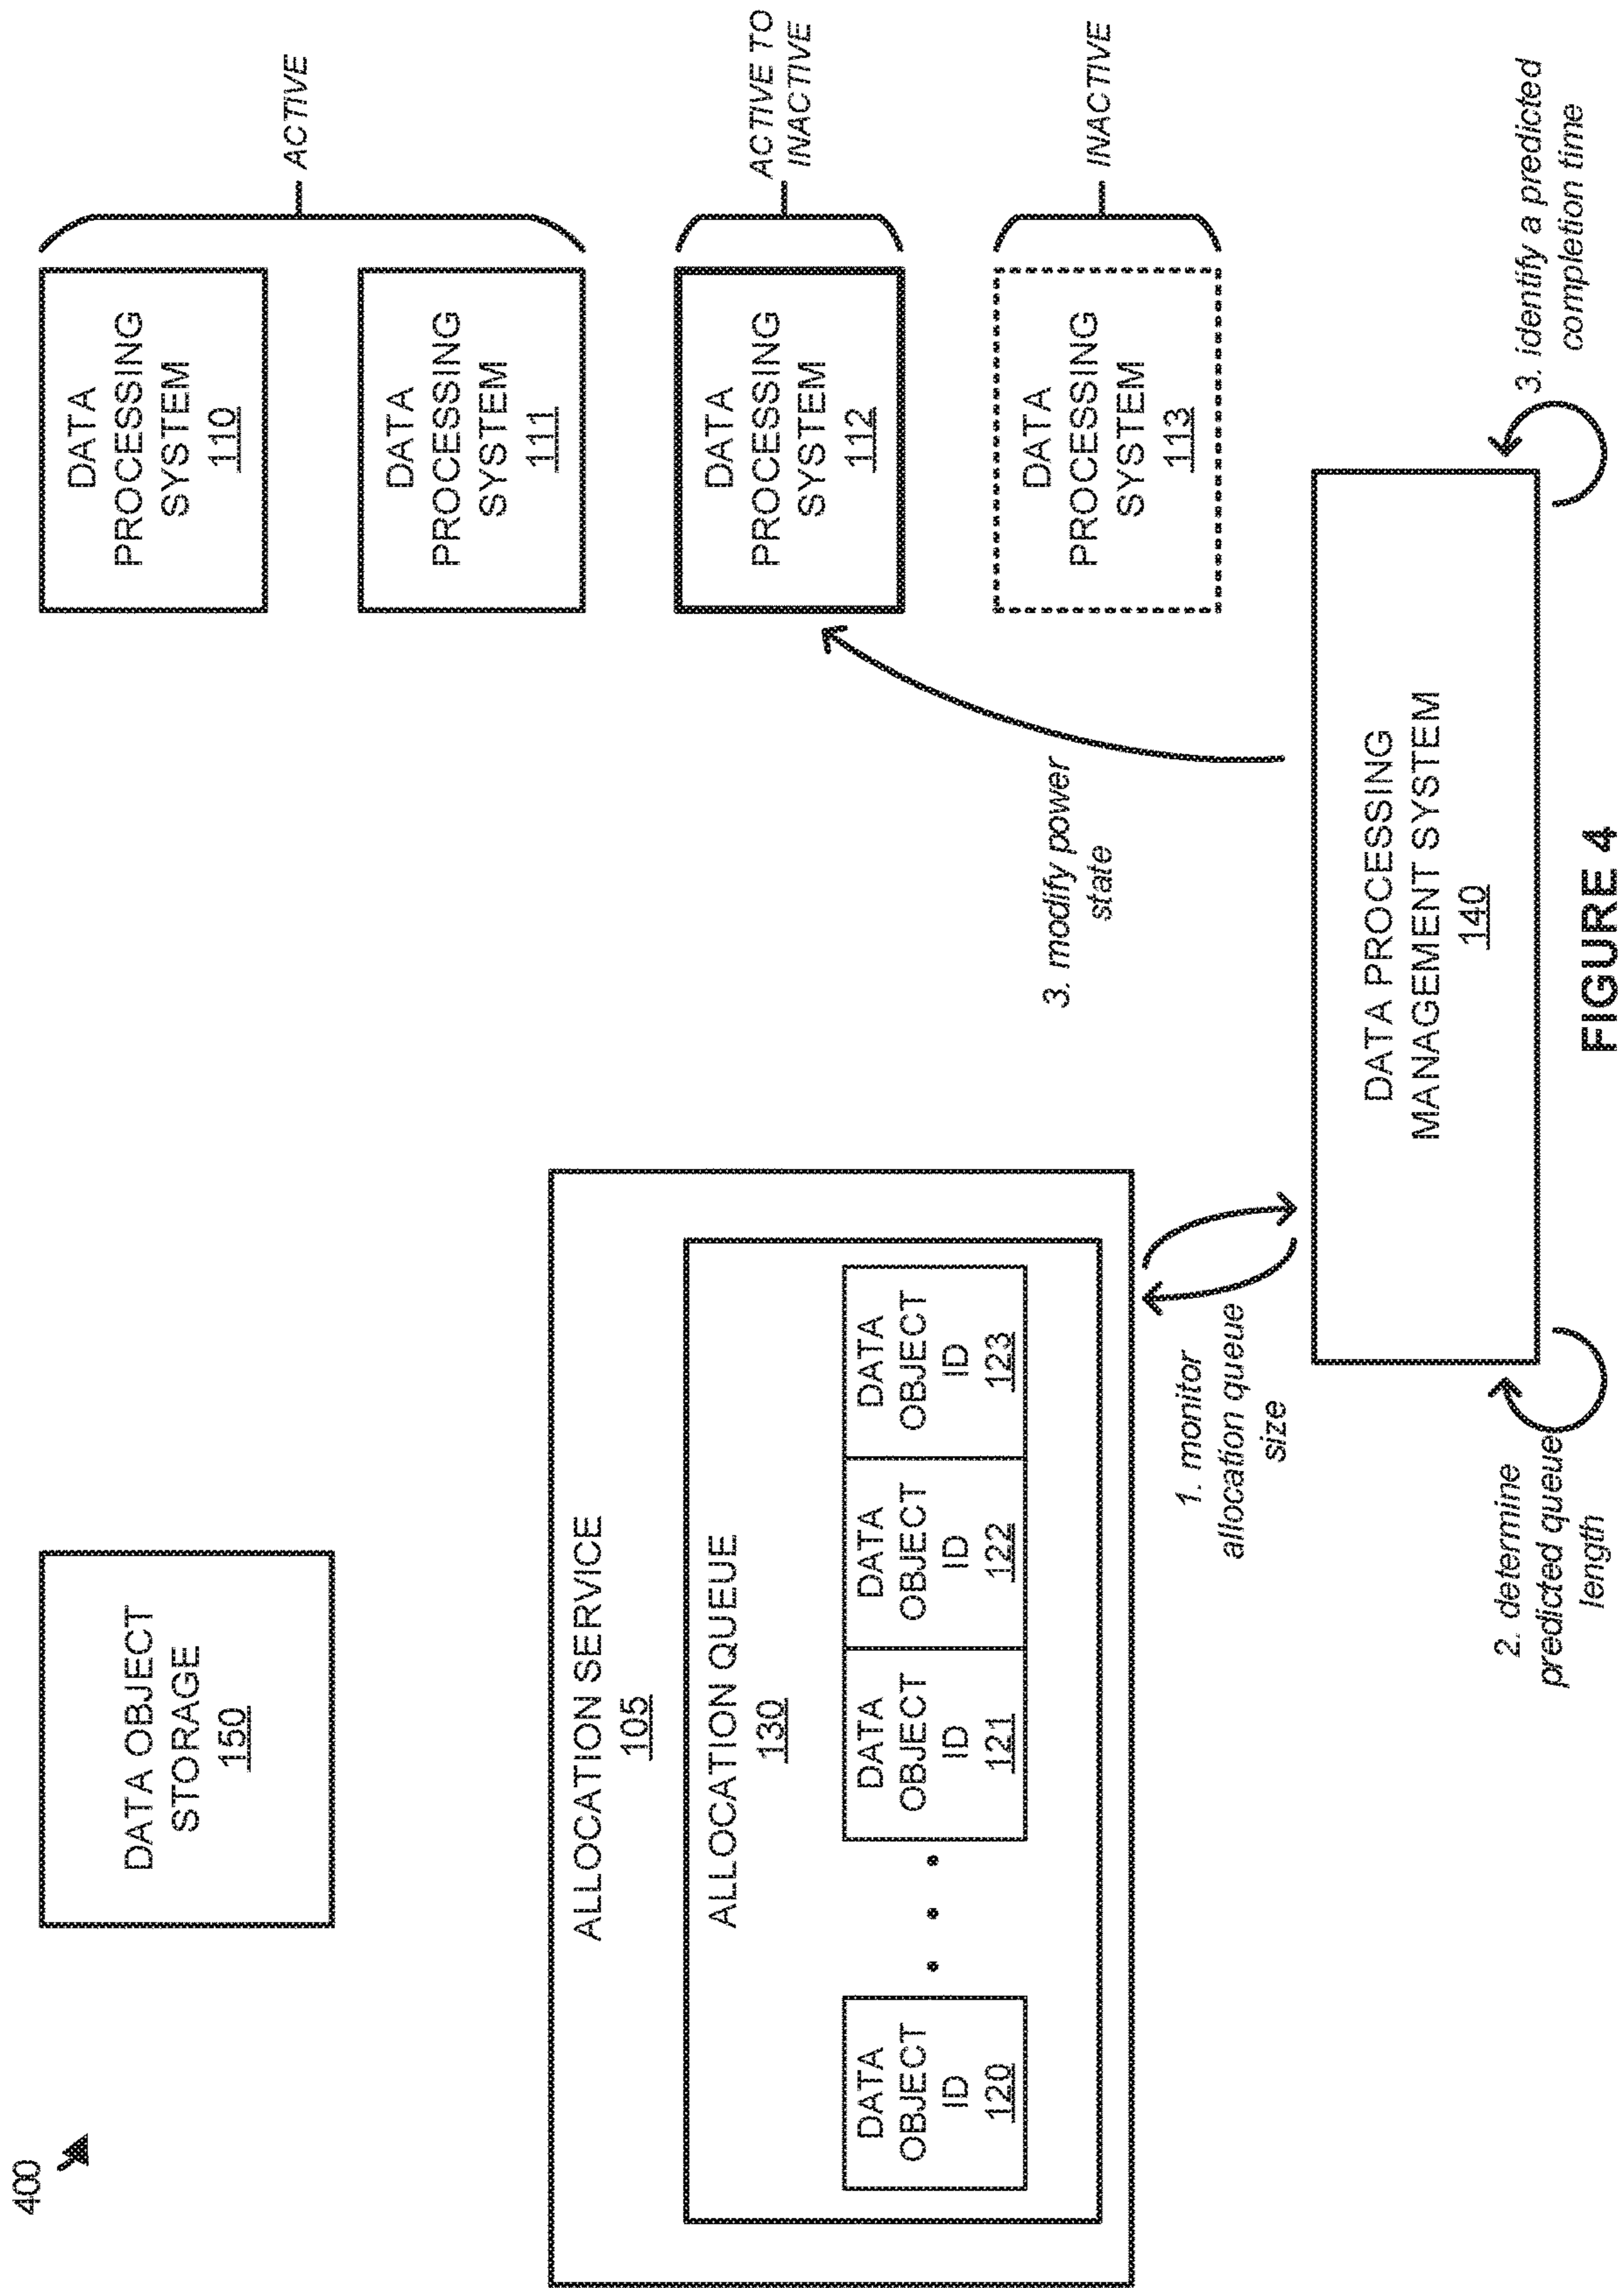 400
DATA OBJECT
STORAGE
150
DATA
PROCESSING
SYSTEM
110
ACTIVE
DATA
PROCESSING
SYSTEM
111
ALLOCATION SERVICE
105
ALLOCATION QUEUE
130
DATA
OBJECT
ID
120
DATA
OBJECT
ID
121
DATA
OBJECT
ID
122
DATA
OBJECT
ID
123
DATA
PROCESSING
SYSTEM
112
ACTIVE TO
INACTIVE
DATA
PROCESSING
SYSTEM
113
INACTIVE
3. modify power
state
1. monitor
allocation queue
size
DATA PROCESSING
MANAGEMENT SYSTEM
140
2. determine
predicted queue
length
3. identify a predicted
completion time
FIGURE 4